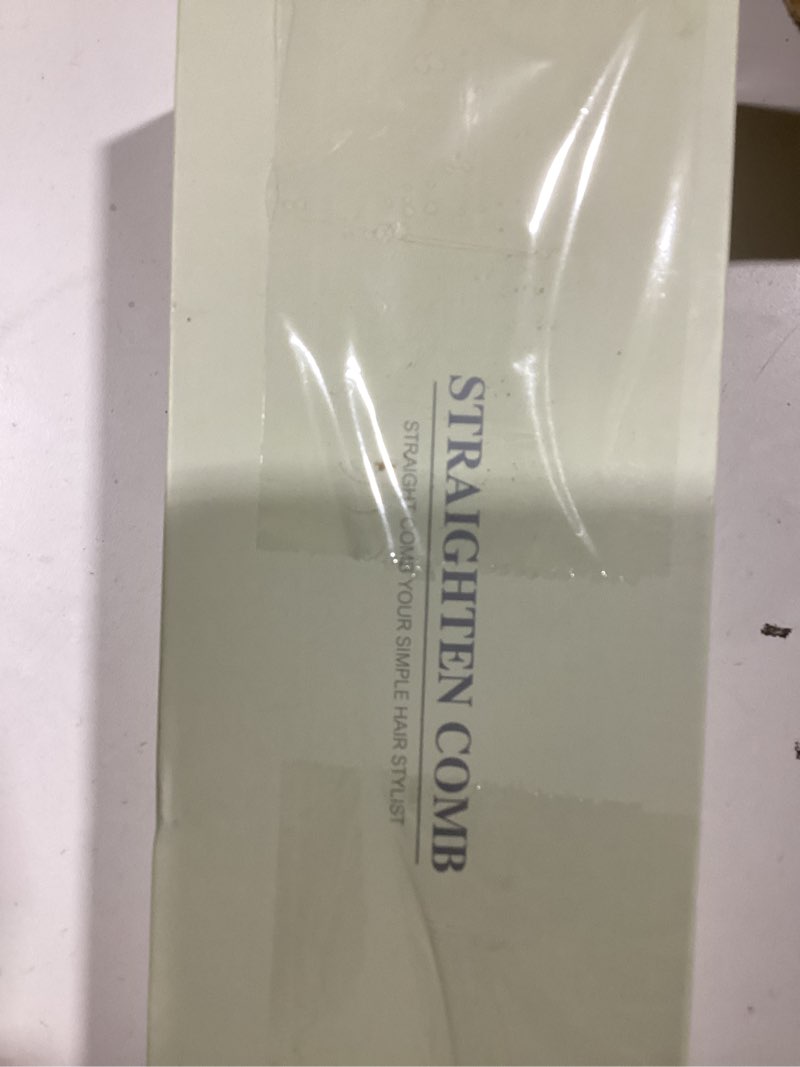 STRAIGHTEN COMB
STRAIGHT COMB YOUR SIMPLE HAIR STYLIST